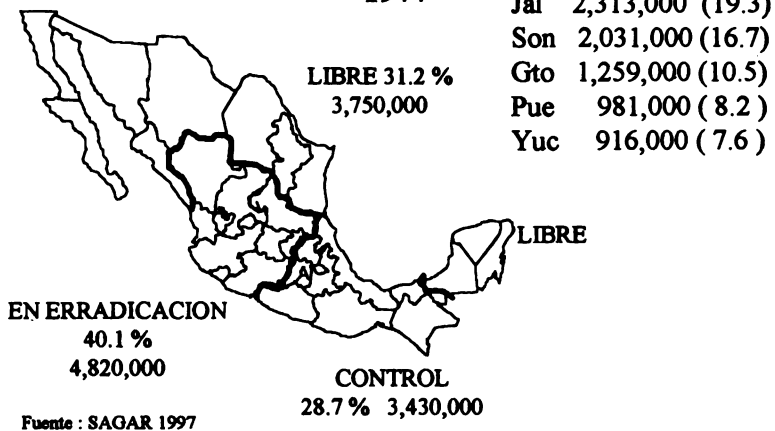 Jal 2,313,000 (19.3)
Son 2,031,000 (16.7)
Gto 1,259,000 (10.5)
Pue 981,000 ( 8.2 )
Yuc 916,000 ( 7.6 )
LIBRE 31.2 %
3,750,000
LIBRE
EN ERRADICACION
40.1 %
4,820,000
CONTROL
28.7 % 3,430,000
Fuente : SAGAR 1997